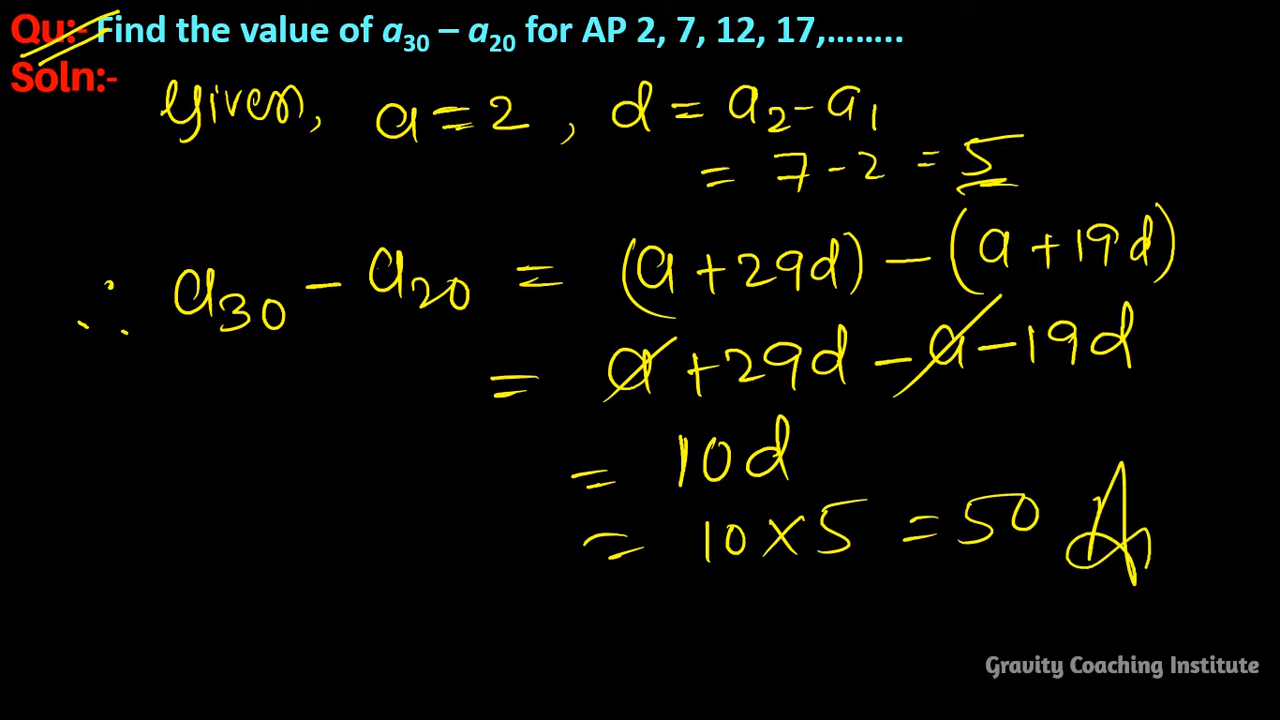 Qu:- Find the value of a₃₀ – a₂₀ for AP 2, 7, 12, 17,........
Soln:-
Given, a = 2 , d = a₂ - a₁
= 7 - 2 = 5
∴ a₃₀ - a₂₀ = (a + 29d) - (a + 19d)
= a + 29d - a - 19d
= 10d
= 10 × 5 = 50 A
Gravity Coaching Institute